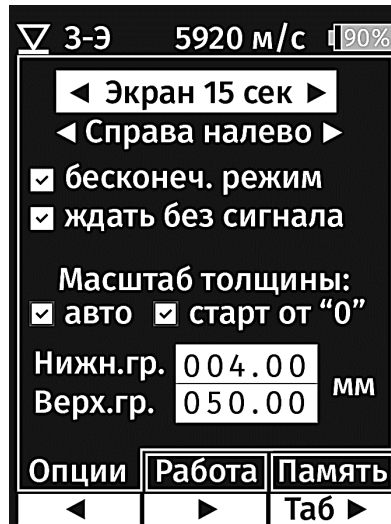 З-Э 5920 м/с 90%
◄ Экран 15 сек ►
◄ Справа налево ►
бесконеч. режим
ждать без сигнала
Масштаб толщины:
авто старт от “0”
Нижн.гр. 004.00
мм
Верх.гр. 050.00
Опции Работа Память
◄ ► Таб ►